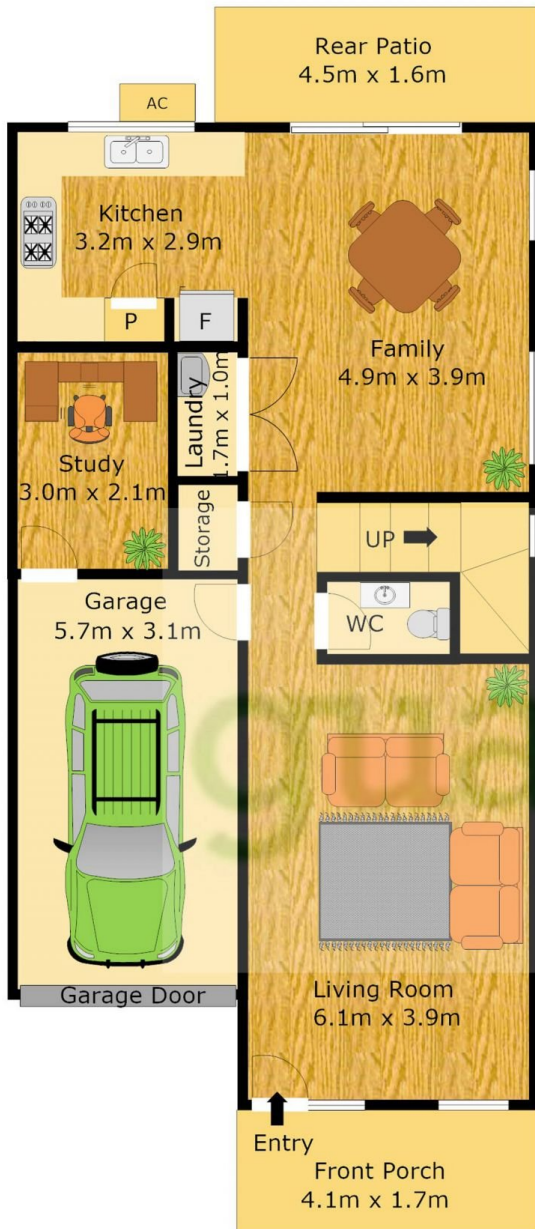 Rear Patio
4.5m x 1.6m
AC
Kitchen
3.2m x 2.9m
P
F
Family
4.9m x 3.9m
Laundry
1.7m x 1.0m
Study
3.0m x 2.1m
Storage
UP
WC
Garage
5.7m x 3.1m
Garage Door
Living Room
6.1m x 3.9m
Entry
Front Porch
4.1m x 1.7m